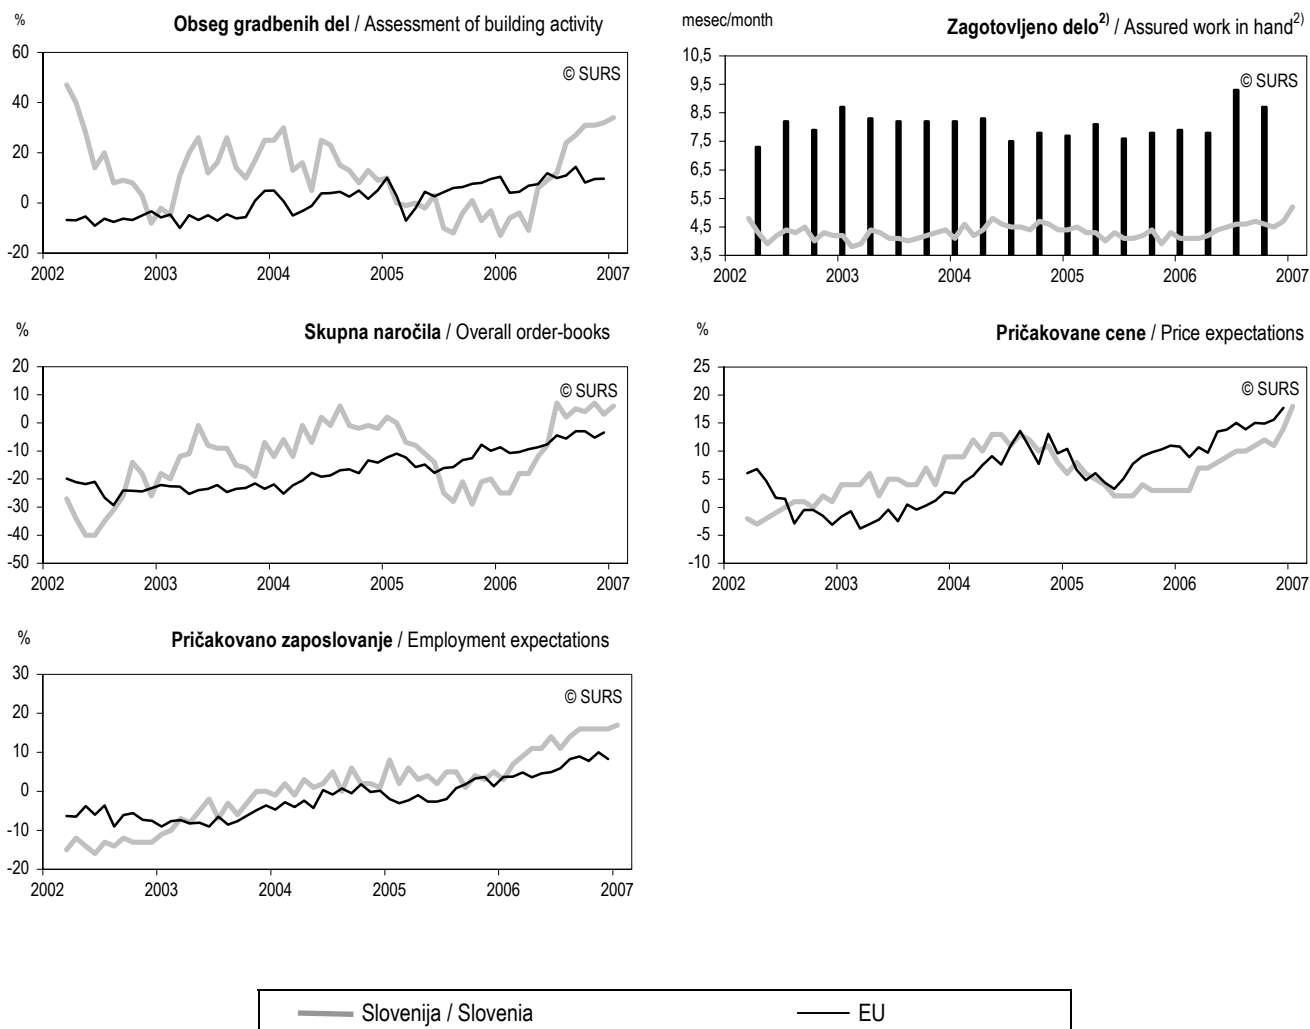 %
Obseg gradbenih del / Assessment of building activity
60
40
20
0
-20
© SURS
2002 2003 2004 2005 2006 2007
mesec/month
Zagotovljeno delo2) / Assured work in hand2)
10,5
9,5
8,5
7,5
6,5
5,5
4,5
3,5
© SURS
2002 2003 2004 2005 2006 2007
%
Skupna naročila / Overall order-books
20
10
0
-10
-20
-30
-40
-50
© SURS
2002 2003 2004 2005 2006 2007
%
Pričakovane cene / Price expectations
25
20
15
10
5
0
-5
-10
© SURS
2002 2003 2004 2005 2006 2007
%
Pričakovano zaposlovanje / Employment expectations
30
20
10
0
-10
-20
© SURS
2002 2003 2004 2005 2006 2007
Slovenija / Slovenia EU